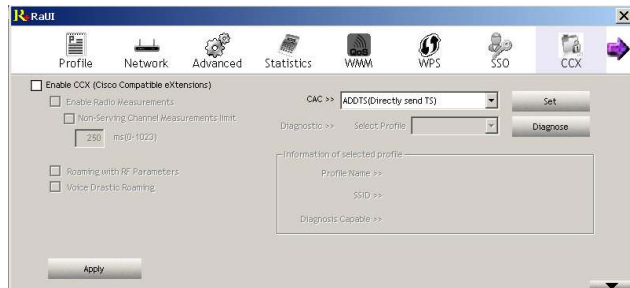 RaUI
Profile Network Advanced Statistics WMM WPS SSO CCX
QoS
Enable CCX (Cisco Compatible eXtensions)
Enable Radio Measurements
Non-Serving Channel Measurements limit
250 ms(0-1023)
Roaming with RF Parameters
Voice Drastic Roaming
CAC >> ADDTS(Directly send TS) Set
Diagnostic >> Select Profile Diagnose
Information of selected profile
Profile Name >>
SSID >>
Diagnosis Capable >>
Apply